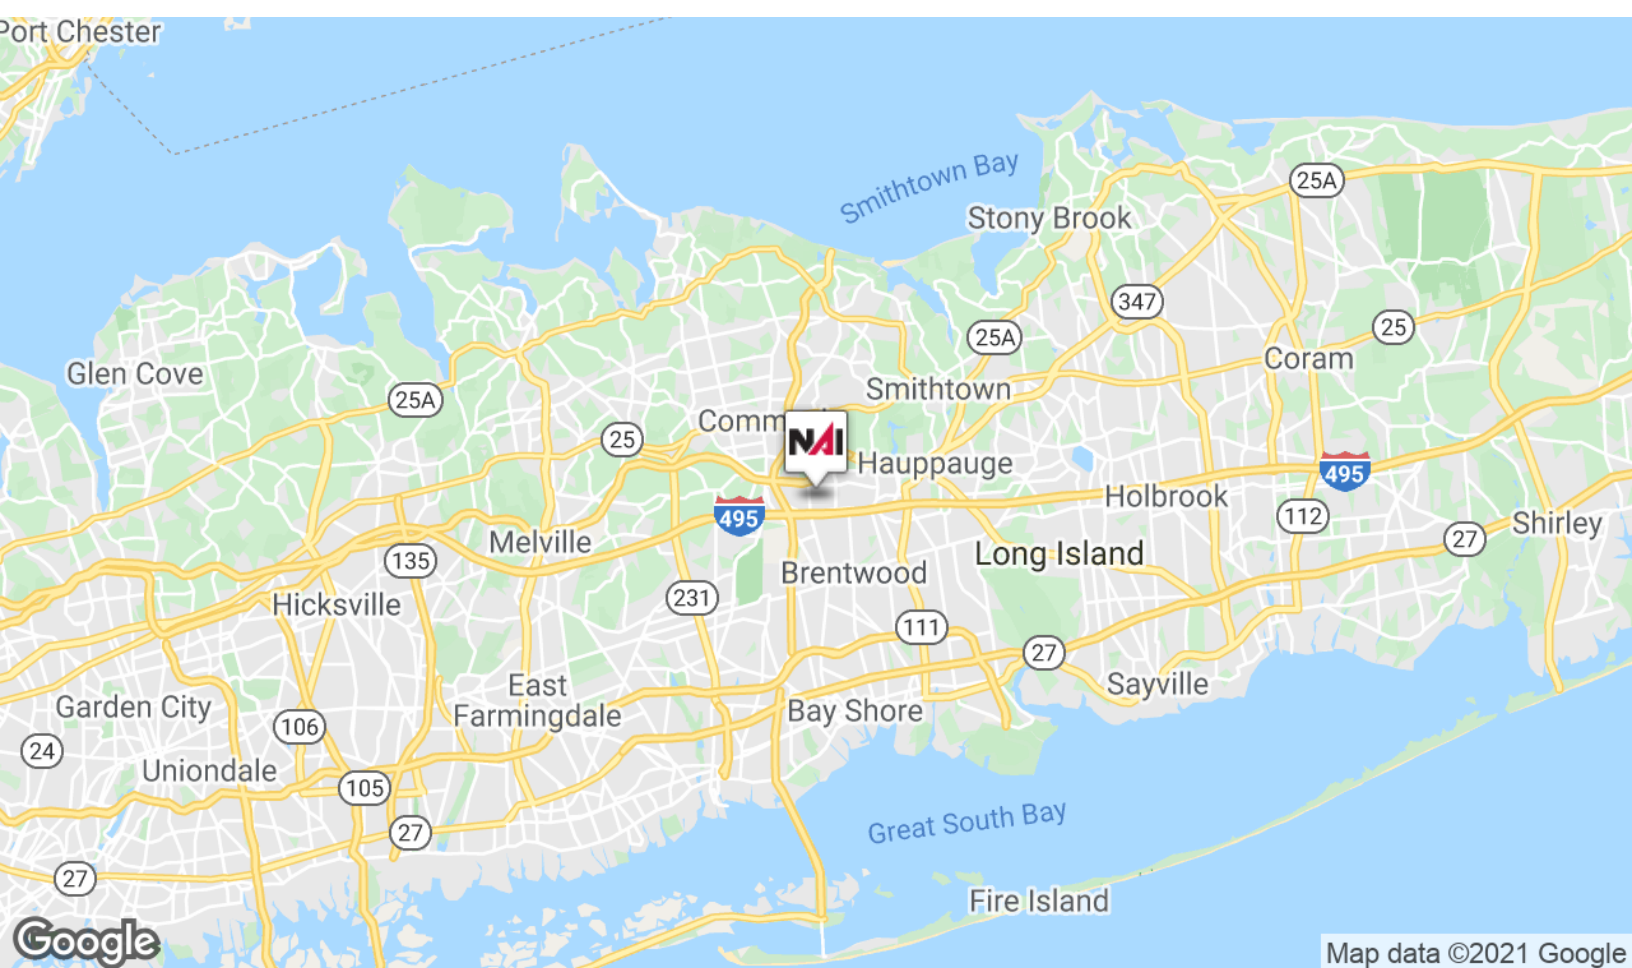 Port Chester
Smithtown Bay
25A
Stony Brook
347
25
25A
Coram
Glen Cove
Smithtown
25A
Comm
25
NAI
Hauppauge
495
Holbrook
495
112
Shirley
27
Melville
135
Long Island
Brentwood
231
Hicksville
111
27
East
Farmingdale
Sayville
Garden City
Bay Shore
106
24
Uniondale
105
27
Great South Bay
27
Fire Island
Google
Map data ©2021 Google